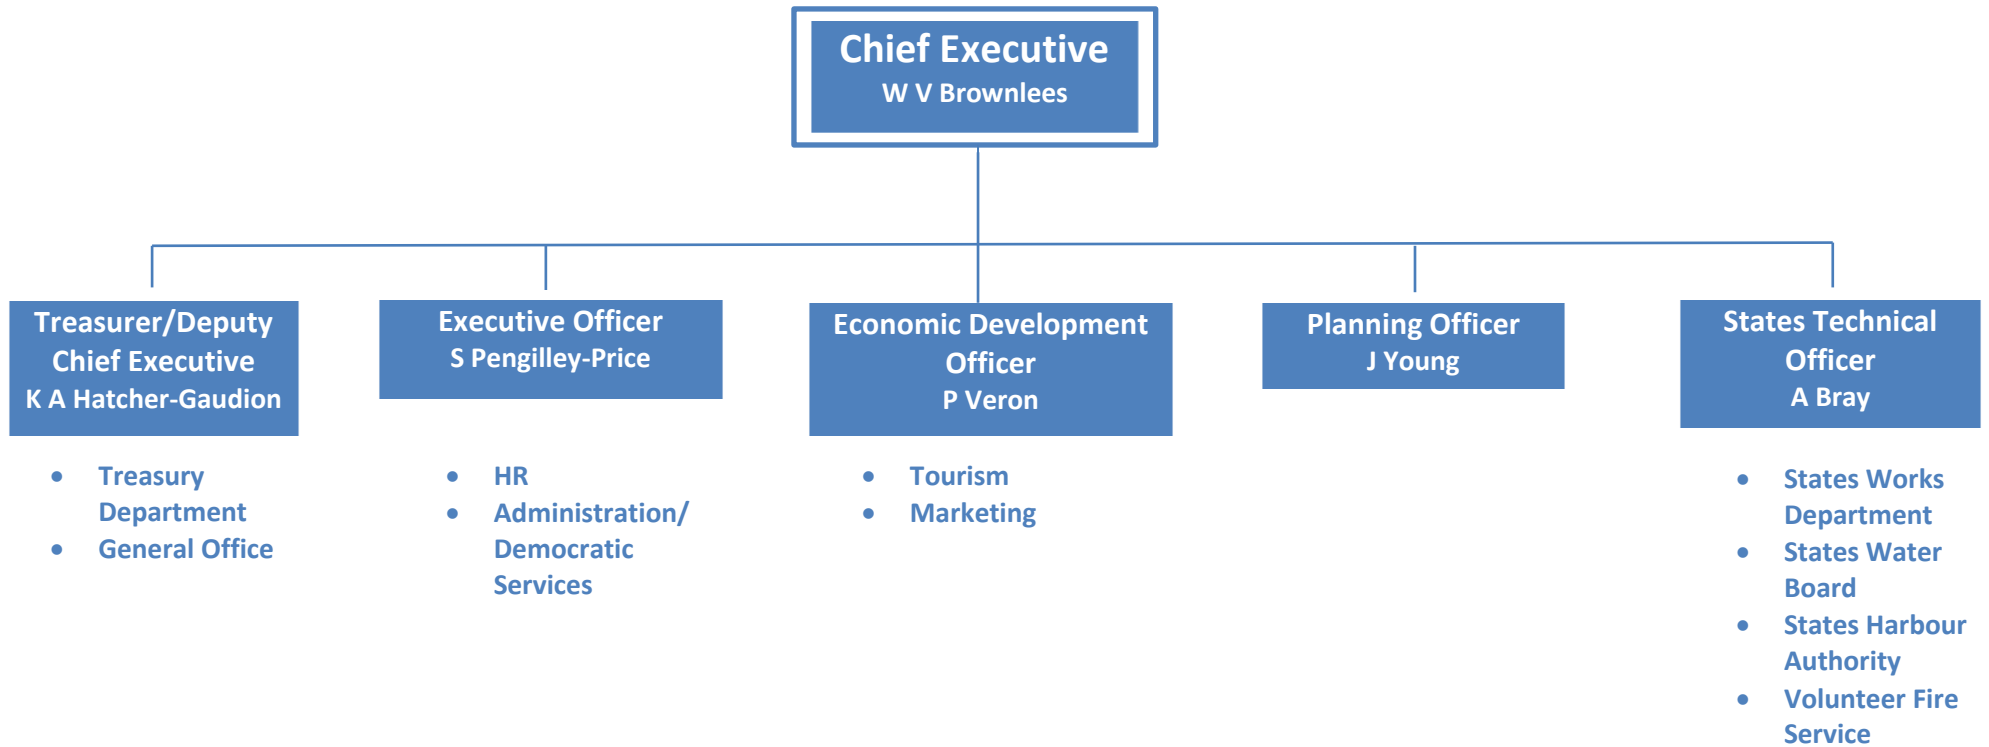 Chief Executive
W V Brownlees
Treasurer/Deputy
Chief Executive
K A Hatcher-Gaudion
Executive Officer
S Pengilley-Price
Economic Development
Officer
P Veron
Planning Officer
J Young
States Technical
Officer
A Bray
• Treasury
Department
• General Office
• HR
• Administration/
Democratic
Services
• Tourism
• Marketing
• States Works
Department
• States Water
Board
• States Harbour
Authority
• Volunteer Fire
Service